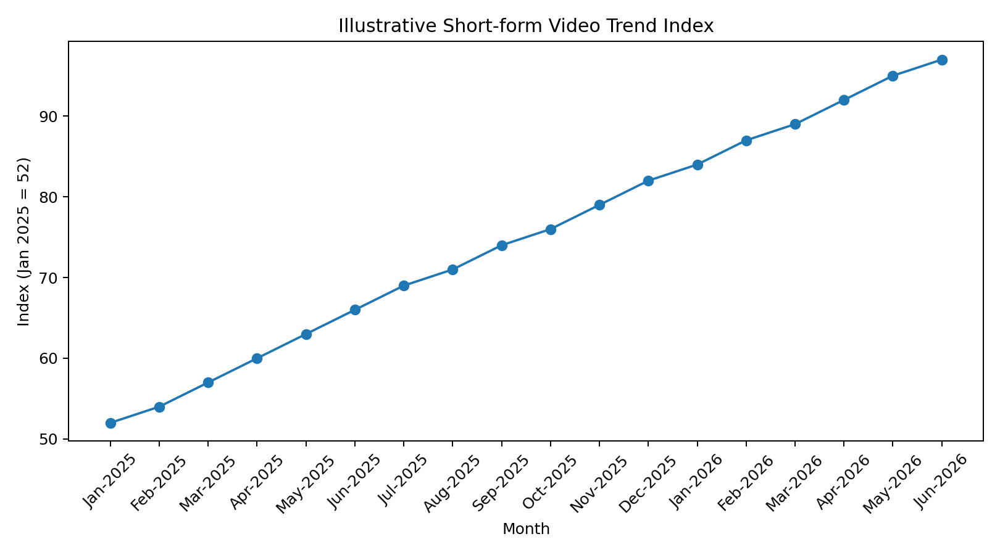 Illustrative Short-form Video Trend Index
Index (Jan 2025 = 52)
90
80
70
60
50
Jan-2025
Feb-2025
Mar-2025
Apr-2025
May-2025
Jun-2025
Jul-2025
Aug-2025
Sep-2025
Oct-2025
Nov-2025
Dec-2025
Jan-2026
Feb-2026
Mar-2026
Apr-2026
May-2026
Jun-2026
Month